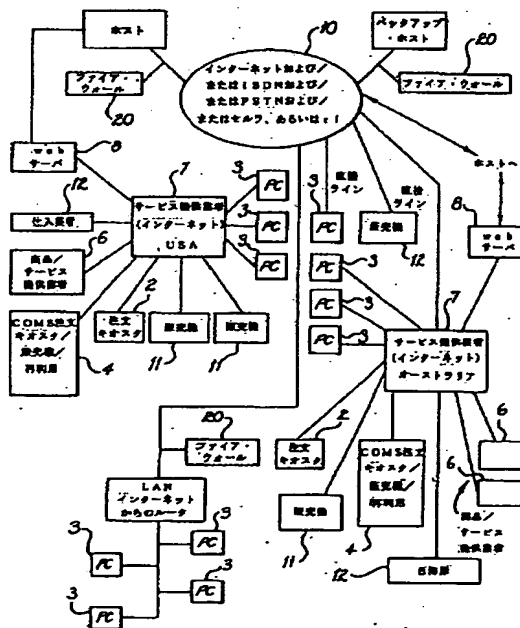 ホスト
10
バックアップ・
ホスト
20
ファイア・
ウォール
20
インターネットおよび/
またはISDNおよび/
またはPSTNおよび/
またはセルラ、あるいは
ファイア・ウォール
web
サーバ
8
12
仕入業者
6
商品/
サービス
提供業者
7
サービス提供業者
(インターネット)
USA
3
PC
3
PC
3
PC
3
PC
直接
ライン
直接
ライン
販売機
12
ホストへ
8
web
サーバ
COMS注文
キオスク/
販売機/
再利用
4
2
注文
キオスク
販売機
11
販売機
11
PC
3
PC
3
PC
3
7
サービス提供業者
(インターネット)
オーストラリア
20
ファイア・
ウォール
LAN
インターネット
からのルータ
3
PC
3
PC
3
PC
3
PC
注文
キオスク
2
販売機
11
COMS注文
キオスク/
販売機/
再利用
4
12
6
6
商品/
サービス
提供業者